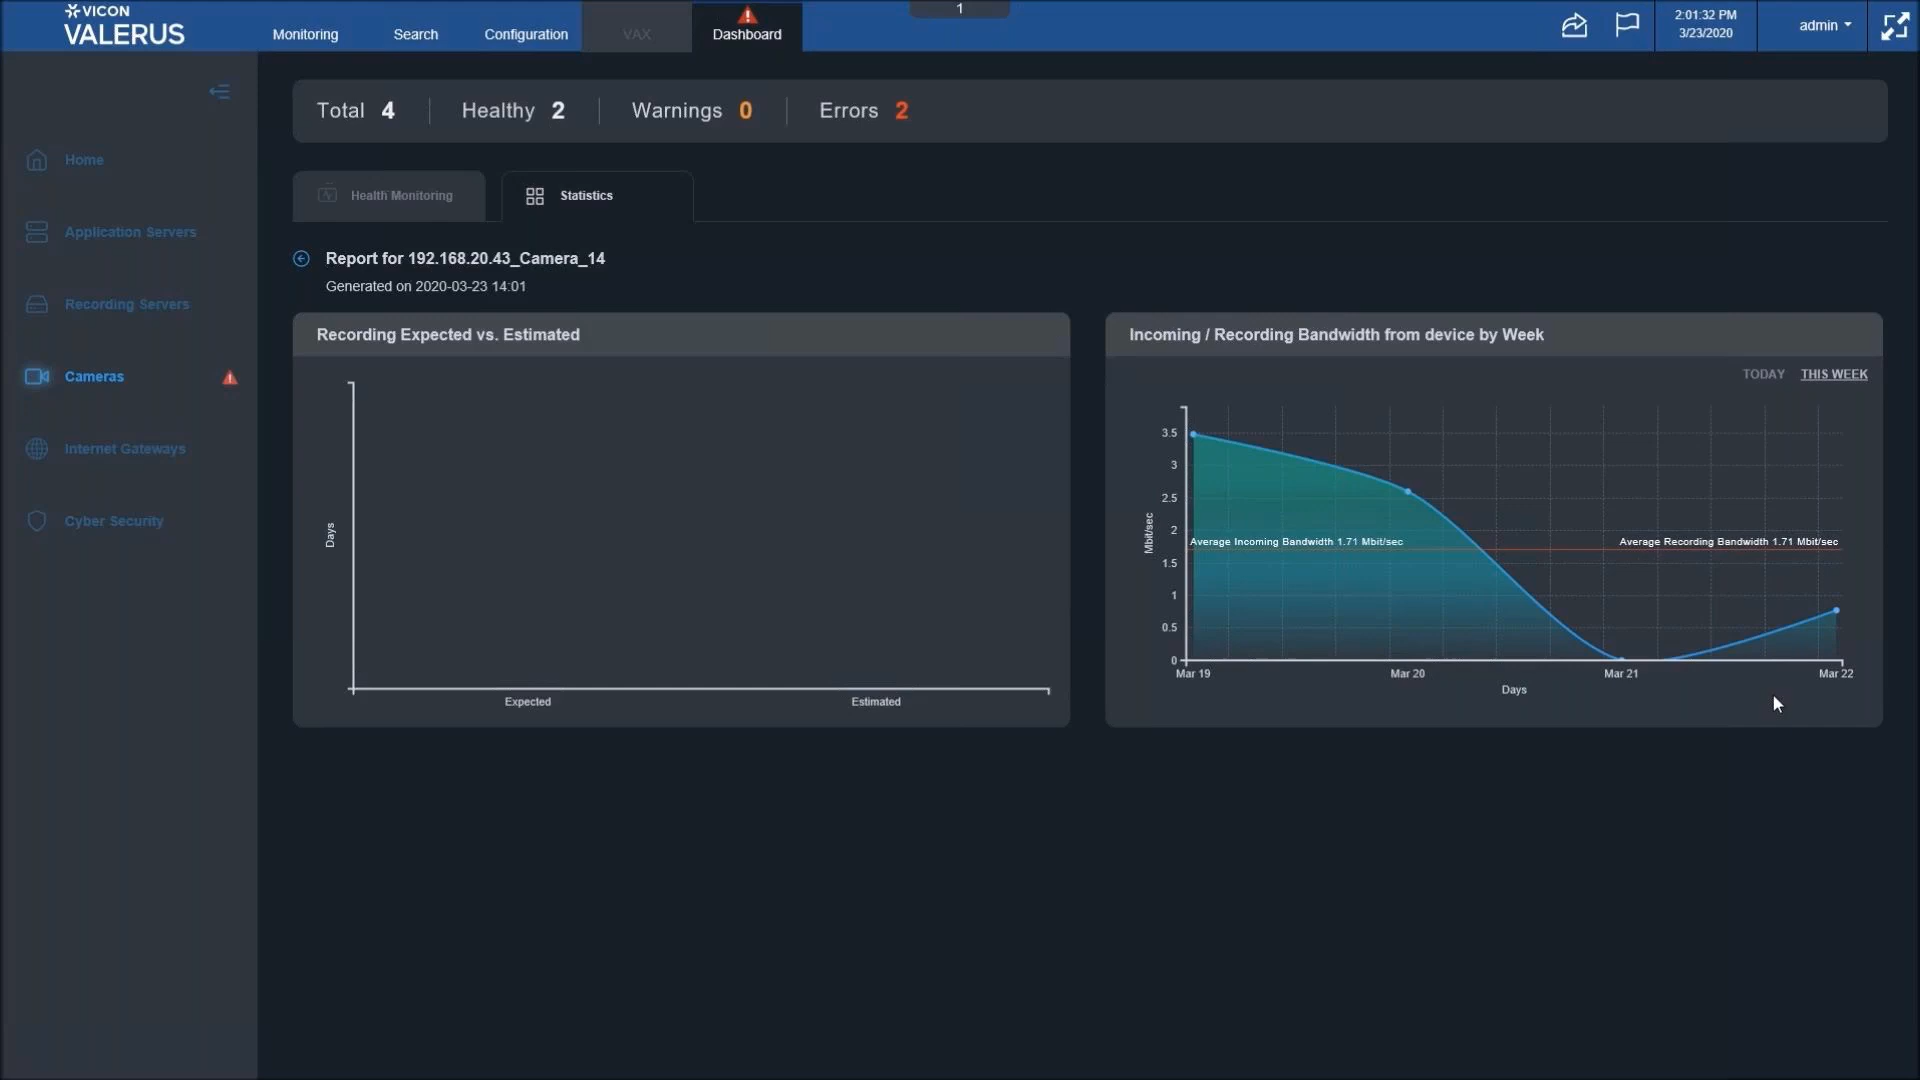 VICON
VALERUS
Monitoring
Search
Configuration
VAX
Dashboard
1
2:01:32 PM
3/23/2020
admin
Total 4
Healthy 2
Warnings 0
Errors 2
Home
Application Servers
Recording Servers
Cameras
Internet Gateways
Cyber Security
Health Monitoring
Statistics
Report for 192.168.20.43_Camera_14
Generated on 2020-03-23 14:01
Recording Expected vs. Estimated
Days
Expected
Estimated
Incoming / Recording Bandwidth from device by Week
TODAY
THIS WEEK
3.5
3
2.5
2
1.5
1
0.5
0
Mbit/sec
Average Incoming Bandwidth 1.71 Mbit/sec
Average Recording Bandwidth 1.71 Mbit/sec
Mar 19
Mar 20
Mar 21
Mar 22
Days